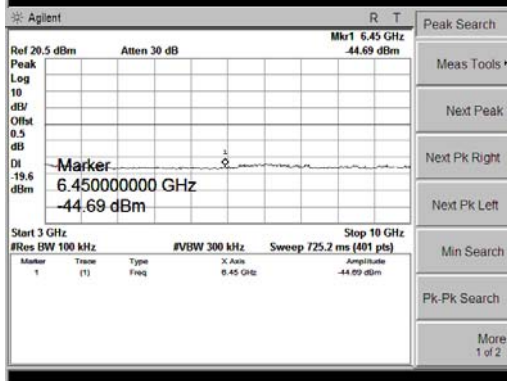 Agilent R T
Mkr1 6.45 GHz
Ref 20.5 dBm Atten 30 dB -44.69 dBm
Peak
Log
10
dB/
Offst
0.5
dB
DI
-19.6
dBm
1
Marker
6.450000000 GHz
-44.69 dBm
Start 3 GHz Stop 10 GHz
#Res BW 100 kHz #VBW 300 kHz Sweep 725.2 ms (401 pts)
Marker Trace Type X Axis Amplitude
1 (1) Freq 6.45 GHz -44.69 dBm
Peak Search
Meas Tools
Next Peak
Next Pk Right
Next Pk Left
Min Search
Pk-Pk Search
More
1 of 2